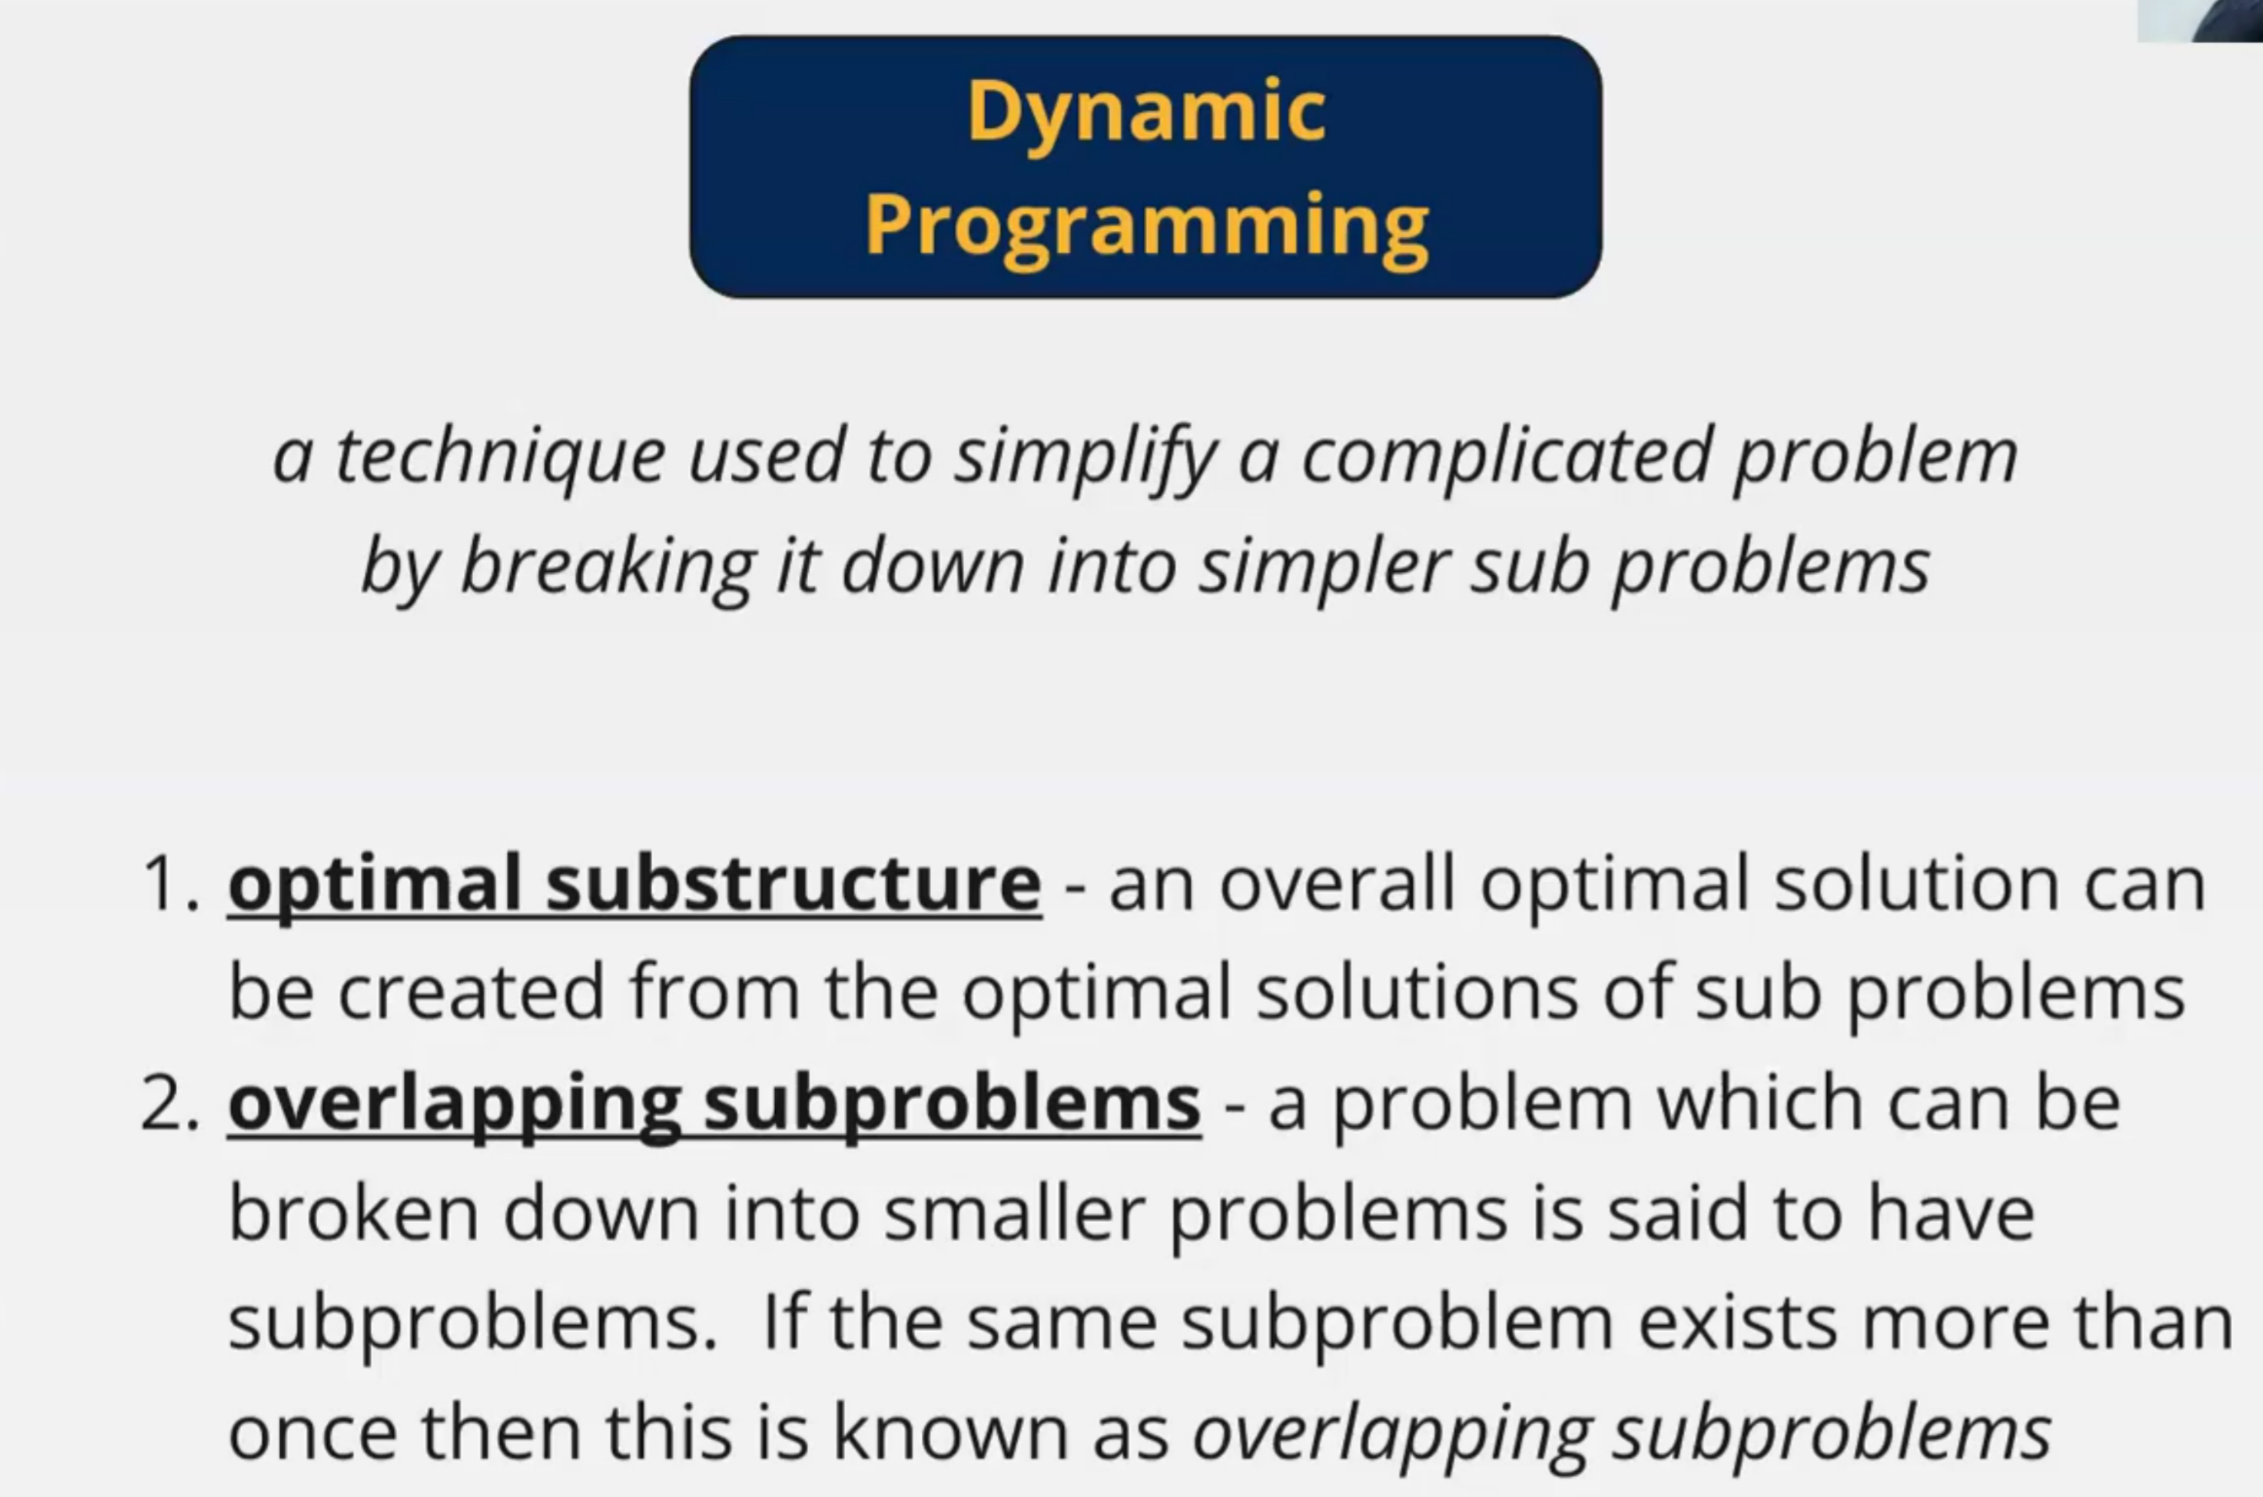 Dynamic
Programming
a technique used to simplify a complicated problem
by breaking it down into simpler sub problems
1. optimal substructure - an overall optimal solution can
be created from the optimal solutions of sub problems
2. overlapping subproblems - a problem which can be
broken down into smaller problems is said to have
subproblems.  If the same subproblem exists more than
once then this is known as overlapping subproblems